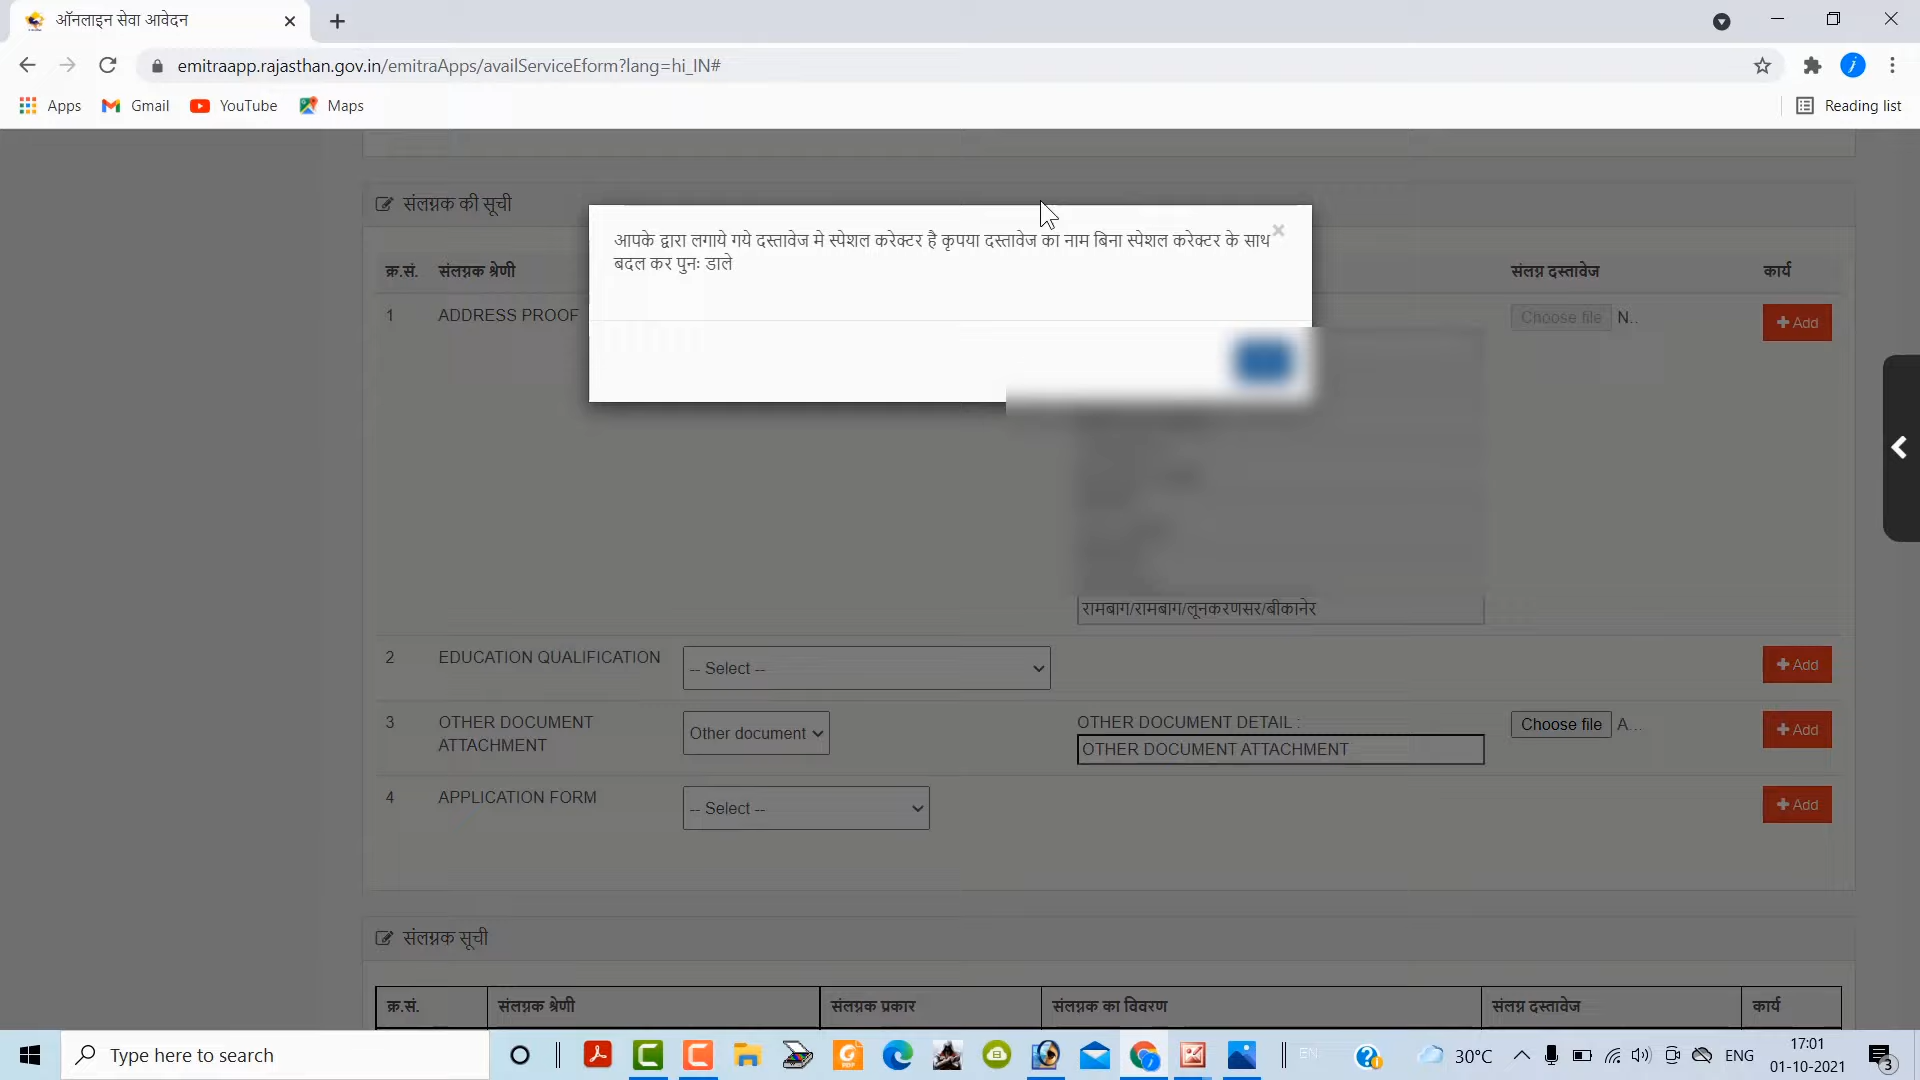 ऑनलाइन सेवा आवेदन
emitraapp.rajasthan.gov.in/emitraApps/availServiceEform?lang=hi_IN#
Apps Gmail YouTube Maps Reading list
संलग्नक की सूची
आपके द्वारा लगाये गये दस्तावेज मे स्पेशल करेक्टर है कृपया दस्तावेज का नाम बिना स्पेशल करेक्टर के साथ
बदल कर पुनः डाले
×
क्र.सं. संलग्नक श्रेणी संलग्न दस्तावेज कार्य
1 ADDRESS PROOF Choose file N.. Add
रामबाग/रामबाग/लूनकरणसर/बीकानेर
2 EDUCATION QUALIFICATION -- Select -- Add
3 OTHER DOCUMENT ATTACHMENT Other document OTHER DOCUMENT DETAIL : Choose file A... Add
OTHER DOCUMENT ATTACHMENT
4 APPLICATION FORM -- Select -- Add
संलग्नक सूची
क्र.सं. संलग्नक श्रेणी संलग्नक प्रकार संलग्नक का विवरण संलग्न दस्तावेज कार्य
Type here to search EN 30°C ENG 17:01
01-10-2021 3